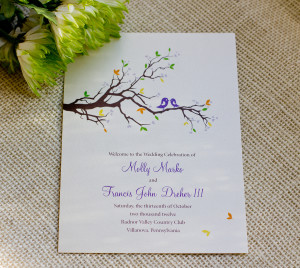 Welcome to the Wedding Celebration of
Molly Marko
and
Francis John Dreher III
Saturday, the thirteenth of October
two thousand twelve
Radnor Valley Country Club
Villanova, Pennsylvania